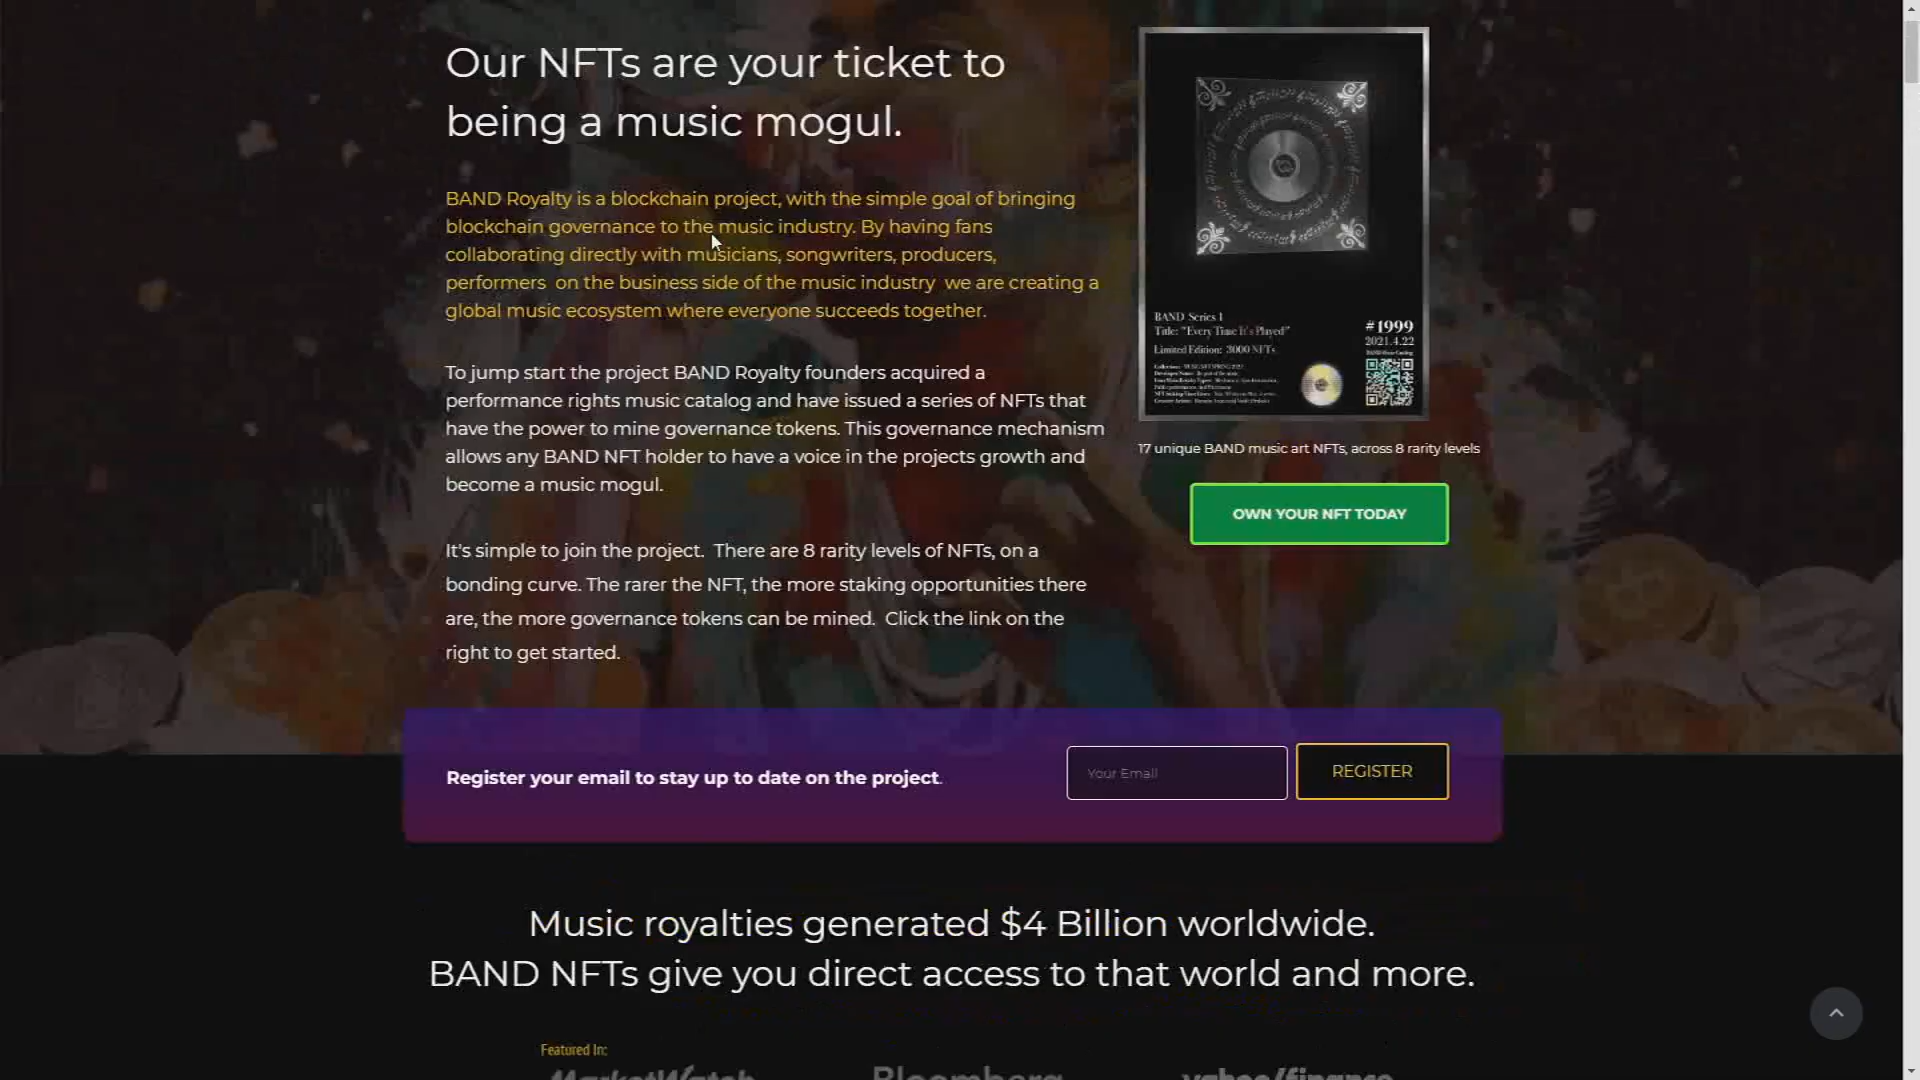 Our NFTs are your ticket to
being a music mogul.
BAND Royalty is a blockchain project, with the simple goal of bringing
blockchain governance to the music industry. By having fans
collaborating directly with musicians, songwriters, producers,
performers on the business side of the music industry we are creating a
global music ecosystem where everyone succeeds together.
To jump start the project BAND Royalty founders acquired a
performance rights music catalog and have issued a series of NFTs that
have the power to mine governance tokens. This governance mechanism
allows any BAND NFT holder to have a voice in the projects growth and
become a music mogul.
It's simple to join the project. There are 8 rarity levels of NFTs, on a
bonding curve. The rarer the NFT, the more staking opportunities there
are, the more governance tokens can be mined. Click the link on the
right to get started.
BAND Series 1
Title: "Every Time It's Played"
Limited Edition: 3000 NFTs
#1999
2021.4.22
17 unique BAND music art NFTs, across 8 rarity levels
OWN YOUR NFT TODAY
Register your email to stay up to date on the project.
Your Email
REGISTER
Music royalties generated $4 Billion worldwide.
BAND NFTs give you direct access to that world and more.
Featured In:
MarketWatch
Bloomberg
yahoo/finance